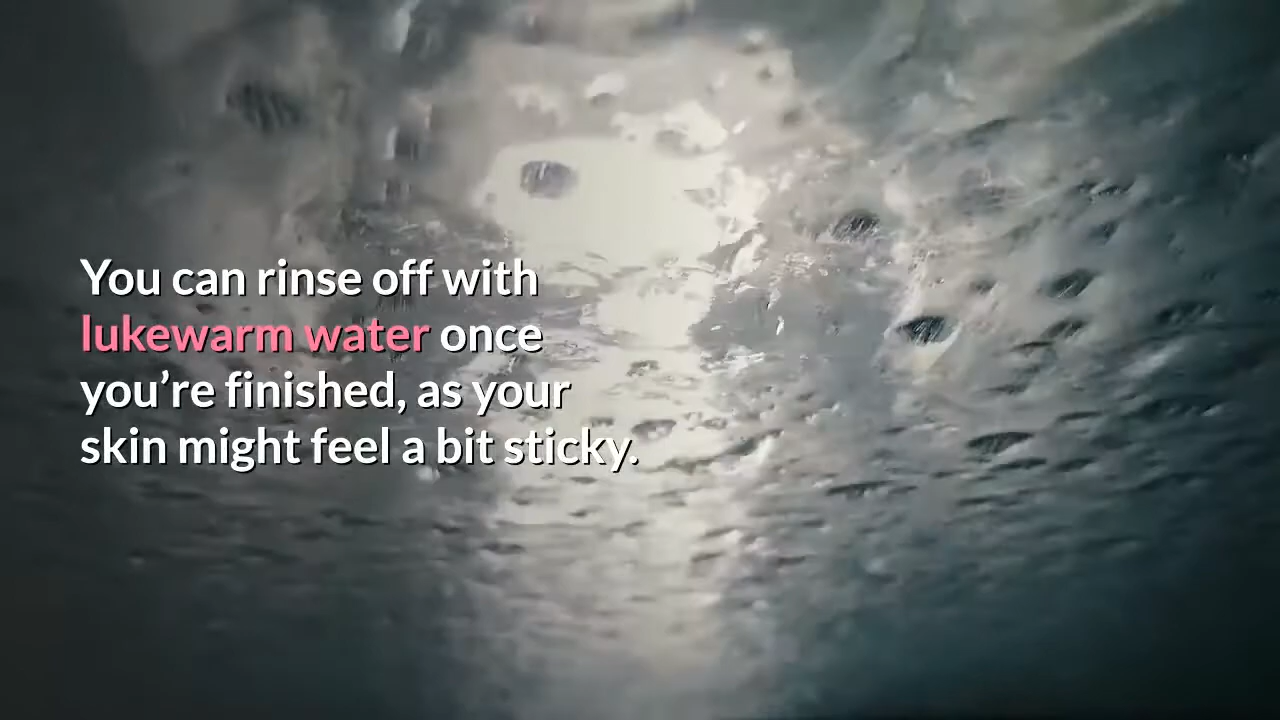 You can rinse off with
lukewarm water once
you’re finished, as your
skin might feel a bit sticky.